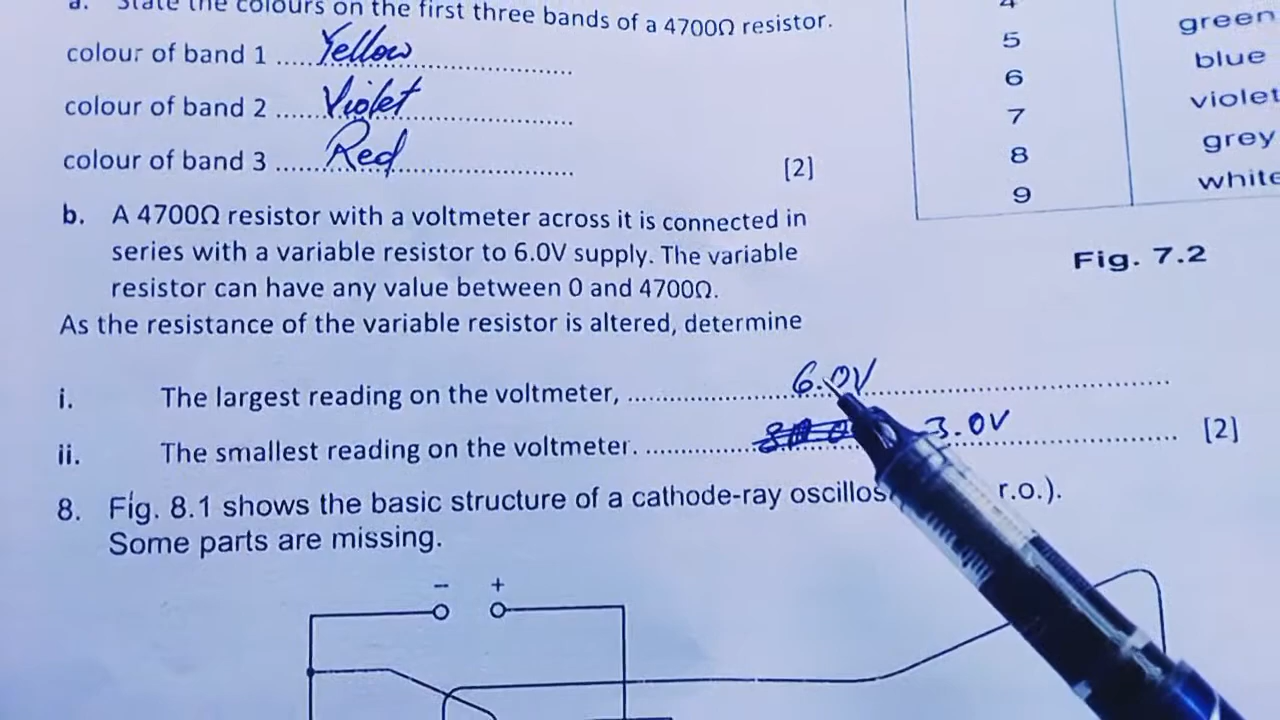 a. State the colours on the first three bands of a 4700Ω resistor.
colour of band 1 ..... Yellow
colour of band 2 ..... Violet
colour of band 3 ..... Red [2]
4
5 green
6 blue
7 violet
8 grey
9 white
Fig. 7.2
b. A 4700Ω resistor with a voltmeter across it is connected in
series with a variable resistor to 6.0V supply. The variable
resistor can have any value between 0 and 4700Ω.
As the resistance of the variable resistor is altered, determine
i. The largest reading on the voltmeter, ..... 6.0V
ii. The smallest reading on the voltmeter. ..... 3.0V [2]
8. Fig. 8.1 shows the basic structure of a cathode-ray r.o.).
Some parts are missing.
− +